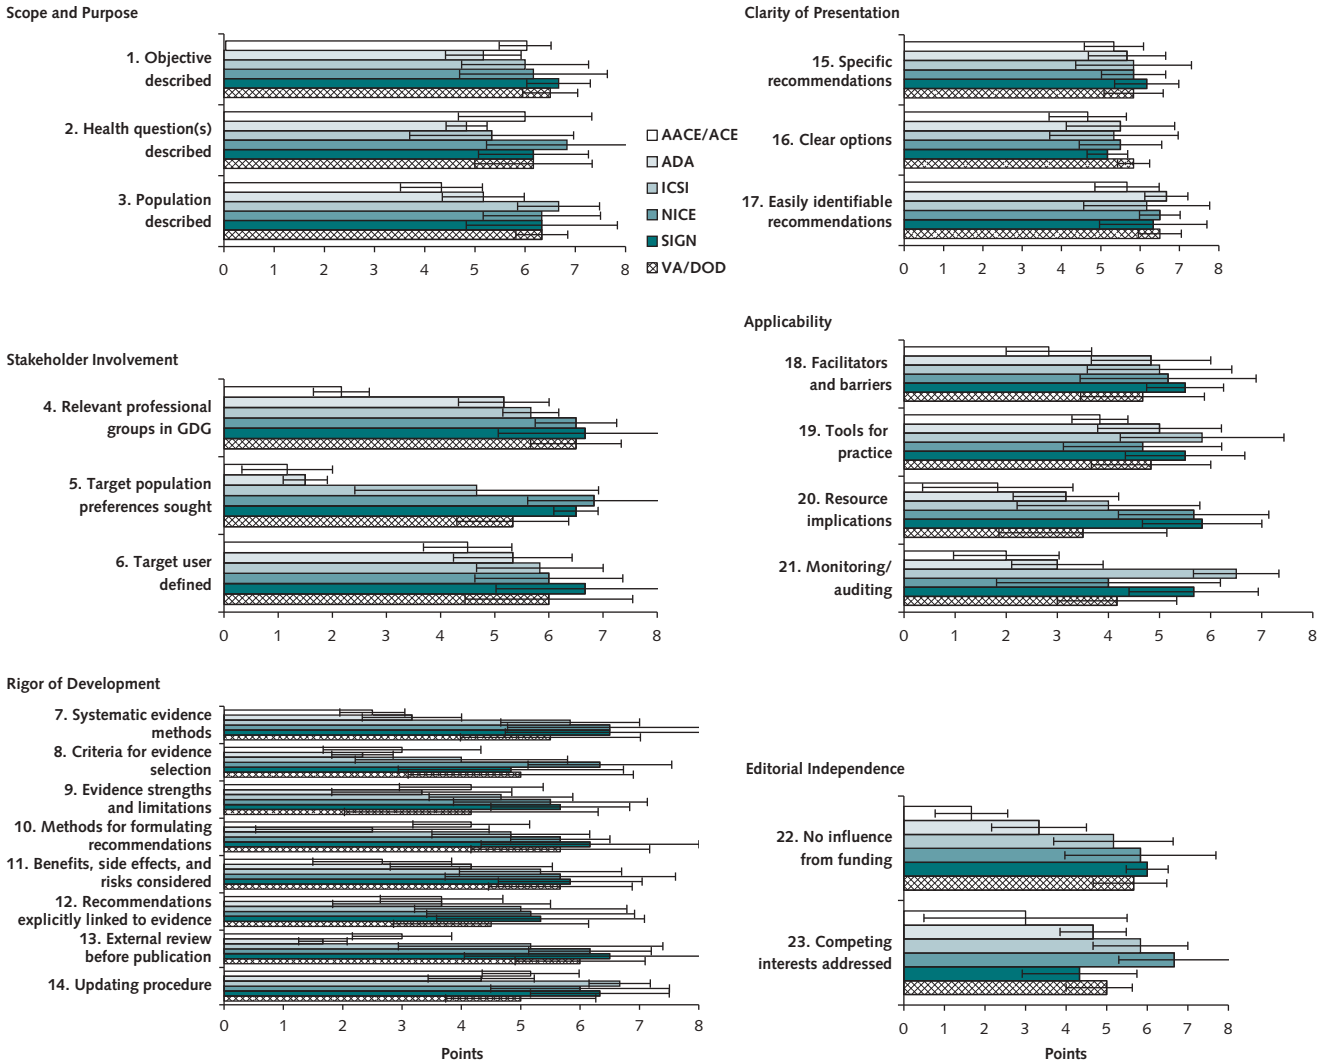 Scope and Purpose
1. Objective
described
2. Health question(s)
described
3. Population
described
0 1 2 3 4 5 6 7 8
AACE/ACE
ADA
ICSI
NICE
SIGN
VA/DOD
Clarity of Presentation
15. Specific
recommendations
16. Clear options
17. Easily identifiable
recommendations
0 1 2 3 4 5 6 7 8
Stakeholder Involvement
4. Relevant professional
groups in GDG
5. Target population
preferences sought
6. Target user
defined
0 1 2 3 4 5 6 7 8
Applicability
18. Facilitators
and barriers
19. Tools for
practice
20. Resource
implications
21. Monitoring/
auditing
0 1 2 3 4 5 6 7 8
Rigor of Development
7. Systematic evidence
methods
8. Criteria for evidence
selection
9. Evidence strengths
and limitations
10. Methods for formulating
recommendations
11. Benefits, side effects, and
risks considered
12. Recommendations
explicitly linked to evidence
13. External review
before publication
14. Updating procedure
0 1 2 3 4 5 6 7 8
Points
Editorial Independence
22. No influence
from funding
23. Competing
interests addressed
0 1 2 3 4 5 6 7 8
Points